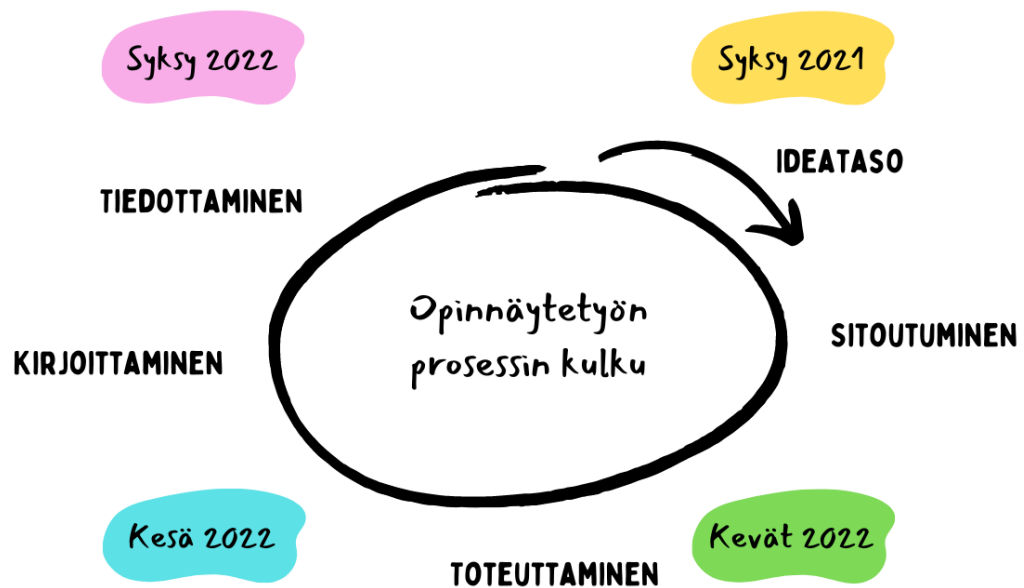 Syksy 2022
Syksy 2021
IDEATASO
TIEDOTTAMINEN
Opinnäytetyön
prosessin kulku
SITOUTUMINEN
KIRJOITTAMINEN
Kesä 2022
Kevät 2022
TOTEUTTAMINEN